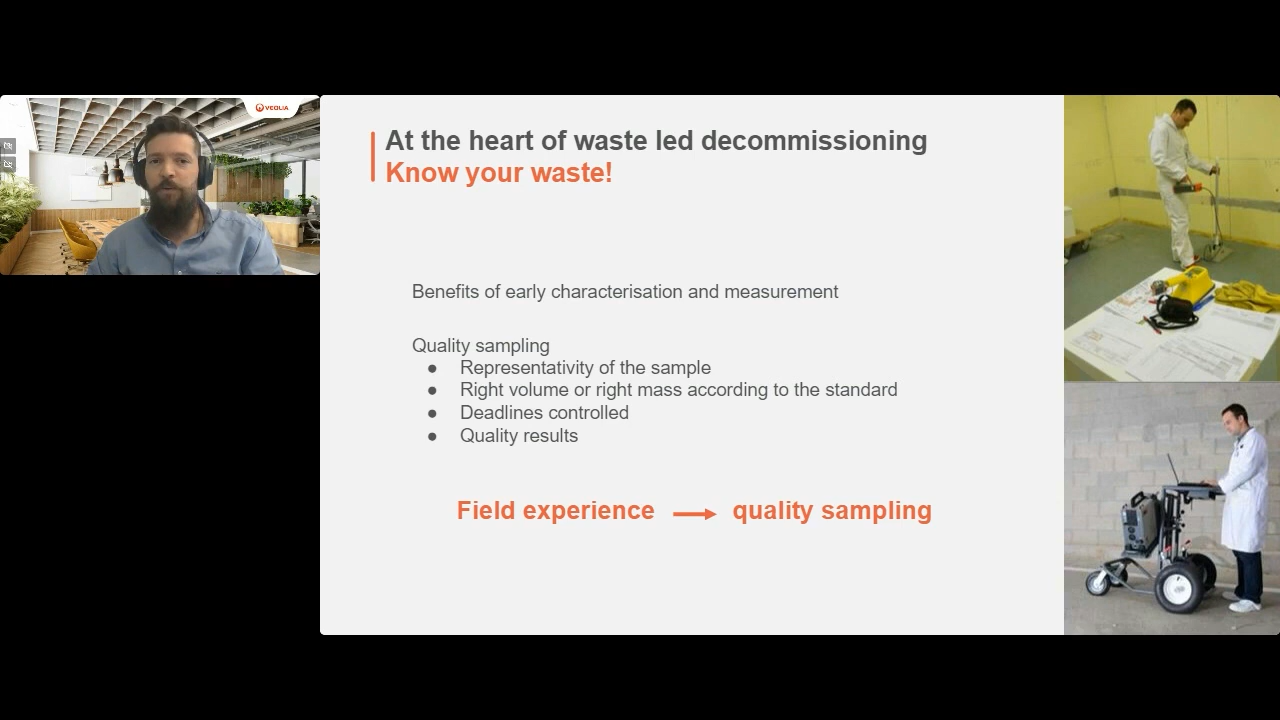 VEOLIA
At the heart of waste led decommissioning
Know your waste!
Benefits of early characterisation and measurement
Quality sampling
● Representativity of the sample
● Right volume or right mass according to the standard
● Deadlines controlled
● Quality results
Field experience → quality sampling